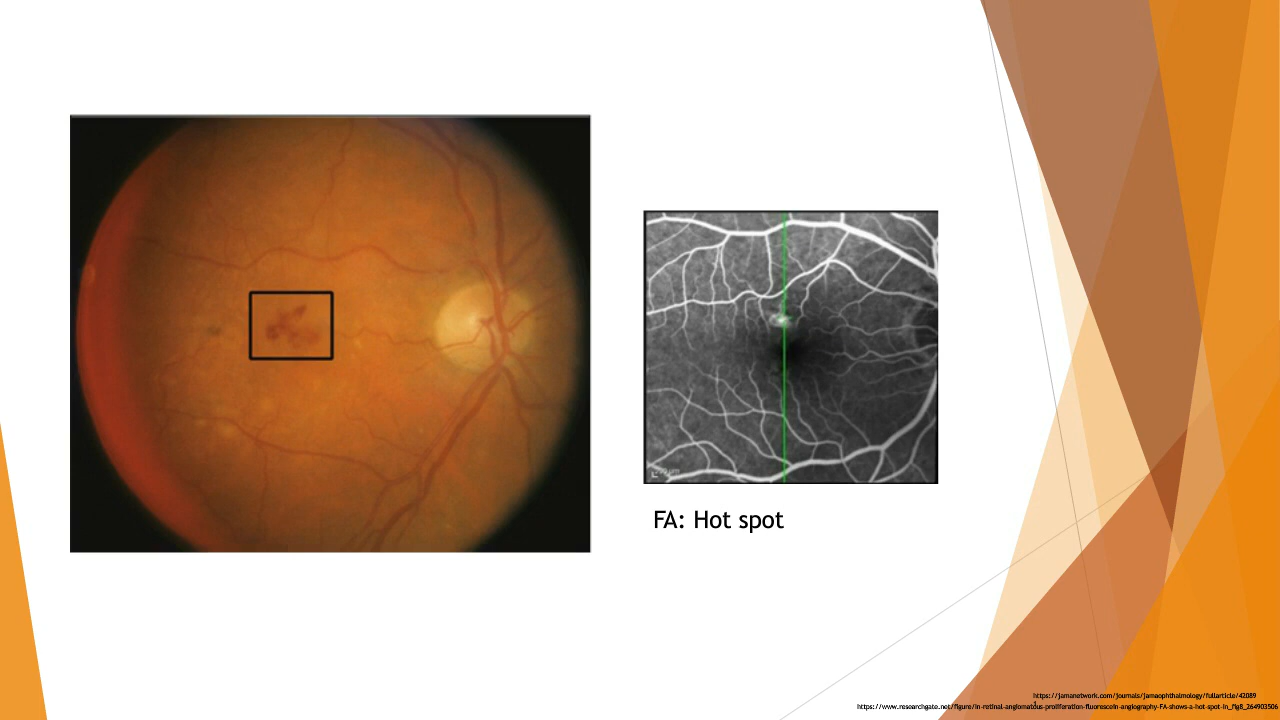 FA: Hot spot
https://jamanetwork.com/journals/jamaophthalmology/fullarticle/42089
https://www.researchgate.net/figure/in-retinal-angiomatous-proliferation-fluorescein-angiography-FA-shows-a-hot-spot-in_fig8_264903506